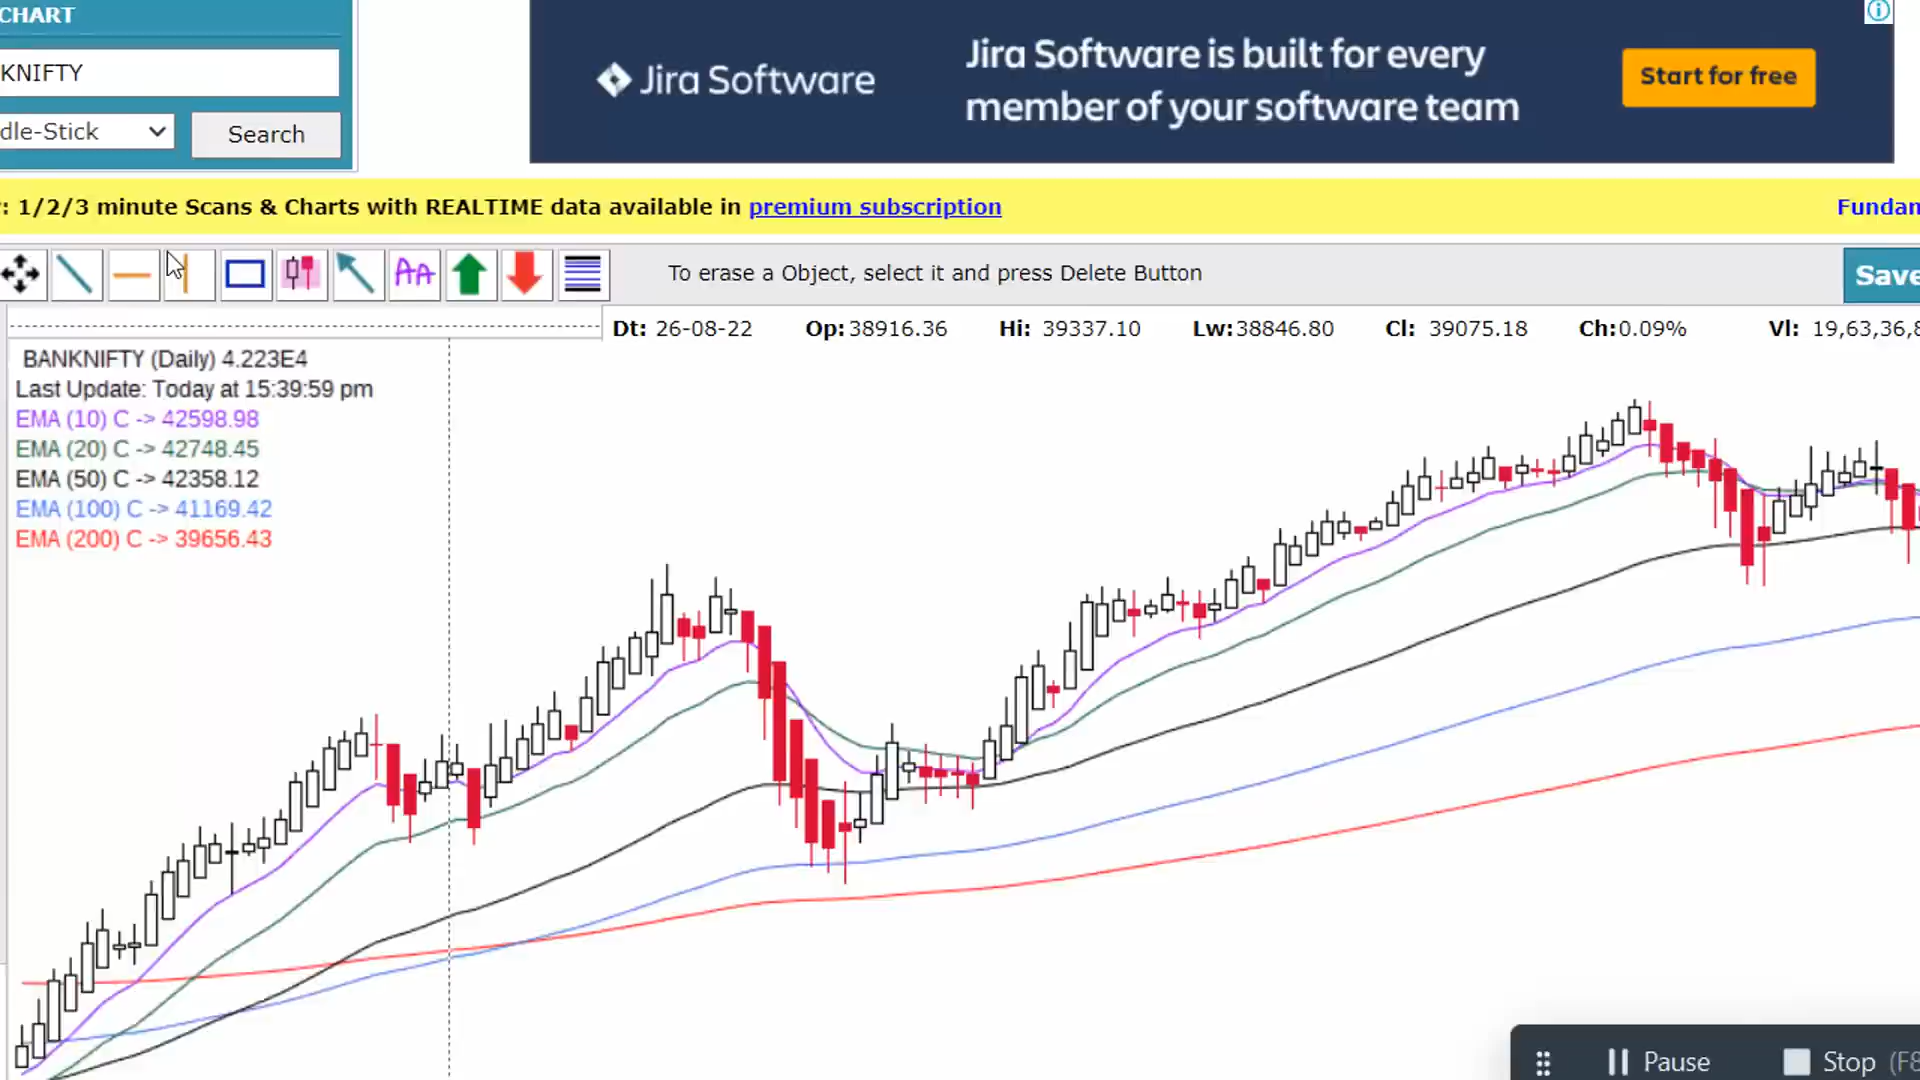 CHART
KNIFTY
dle-Stick
Search
Jira Software
Jira Software is built for every
member of your software team
Start for free
: 1/2/3 minute Scans & Charts with REALTIME data available in premium subscription
Fundam
AA
To erase a Object, select it and press Delete Button
Save
Dt: 26-08-22 Op:38916.36 Hi: 39337.10 Lw:38846.80 Cl: 39075.18 Ch:0.09% Vl: 19,63,36,8
BANKNIFTY (Daily) 4.223E4
Last Update: Today at 15:39:59 pm
EMA (10) C -> 42598.98
EMA (20) C -> 42748.45
EMA (50) C -> 42358.12
EMA (100) C -> 41169.42
EMA (200) C -> 39656.43
Pause
Stop (F8